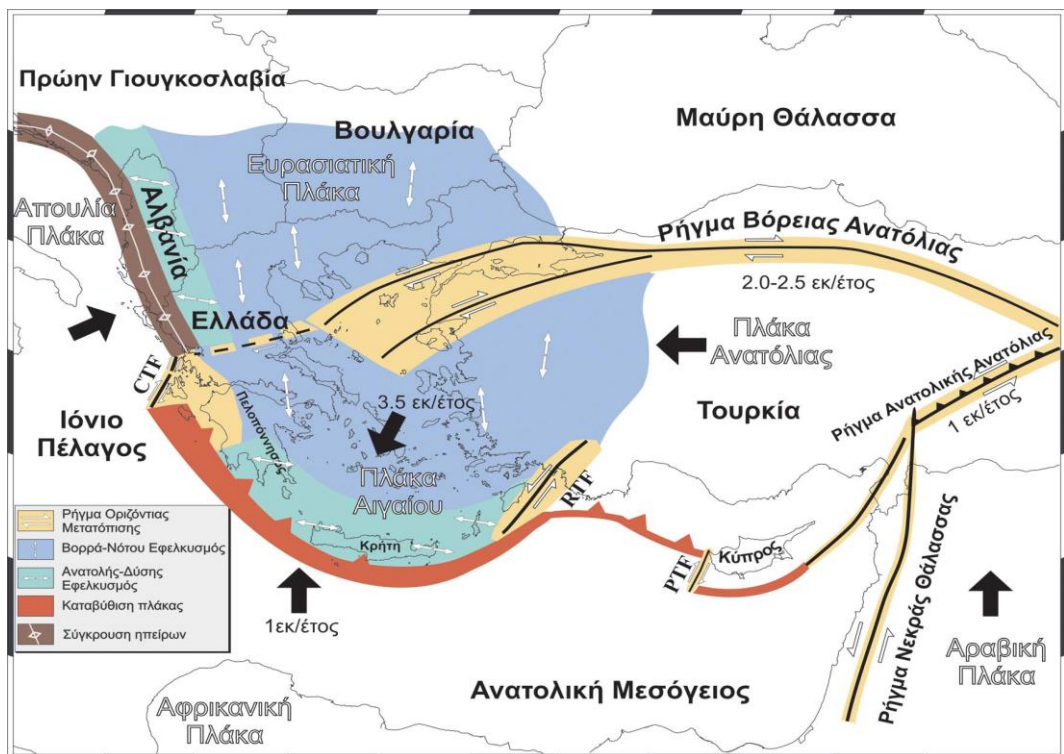 Πρώην Γιουγκοσλαβία
Βουλγαρία
Μαύρη Θάλασσα
Ευρασιατική
Πλάκα
Απουλία
Πλάκα
Αλβανία
Ρήγμα Βόρειας Ανατόλιας
2.0-2.5 εκ/έτος
Ελλάδα
Πλάκα
Ανατόλιας
CTF
Ρήγμα Ανατολικής Ανατόλιας
1 εκ/έτος
Ιόνιο
Πέλαγος
Πελοπόννησος
3.5 εκ/έτος
Τουρκία
Πλάκα
Αιγαίου
RTF
Κρήτη
Κύπρος
PTF
Ρήγμα Οριζόντιας
Μετατόπισης
Βορρά-Νότου Εφελκυσμός
Ανατολής-Δύσης
Εφελκυσμός
Καταβύθιση πλάκας
Σύγκρουση ηπείρων
1εκ/έτος
Ρήγμα Νεκράς Θάλασσας
Αραβική
Πλάκα
Ανατολική Μεσόγειος
Αφρικανική
Πλάκα